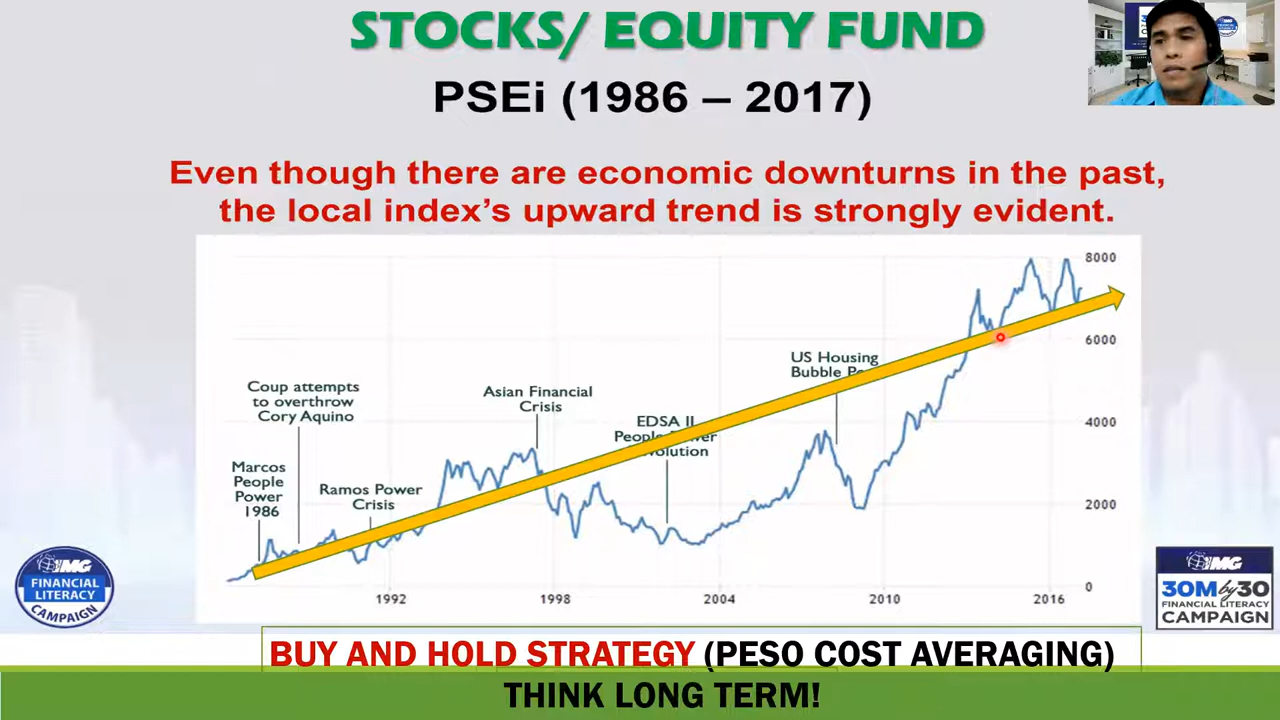 STOCKS/ EQUITY FUND
PSEi (1986 – 2017)
Even though there are economic downturns in the past,
the local index's upward trend is strongly evident.
8000
6000
4000
2000
0
US Housing
Bubble
Coup attempts
to overthrow
Cory Aquino
Asian Financial
Crisis
EDSA II
Marcos
People
Power
1986
Ramos Power
Crisis
1992
1998
2004
2010
2016
IMG
FINANCIAL
LITERACY
CAMPAIGN
IMG
30M by 30
FINANCIAL LITERACY
CAMPAIGN
BUY AND HOLD STRATEGY (PESO COST AVERAGING)
THINK LONG TERM!